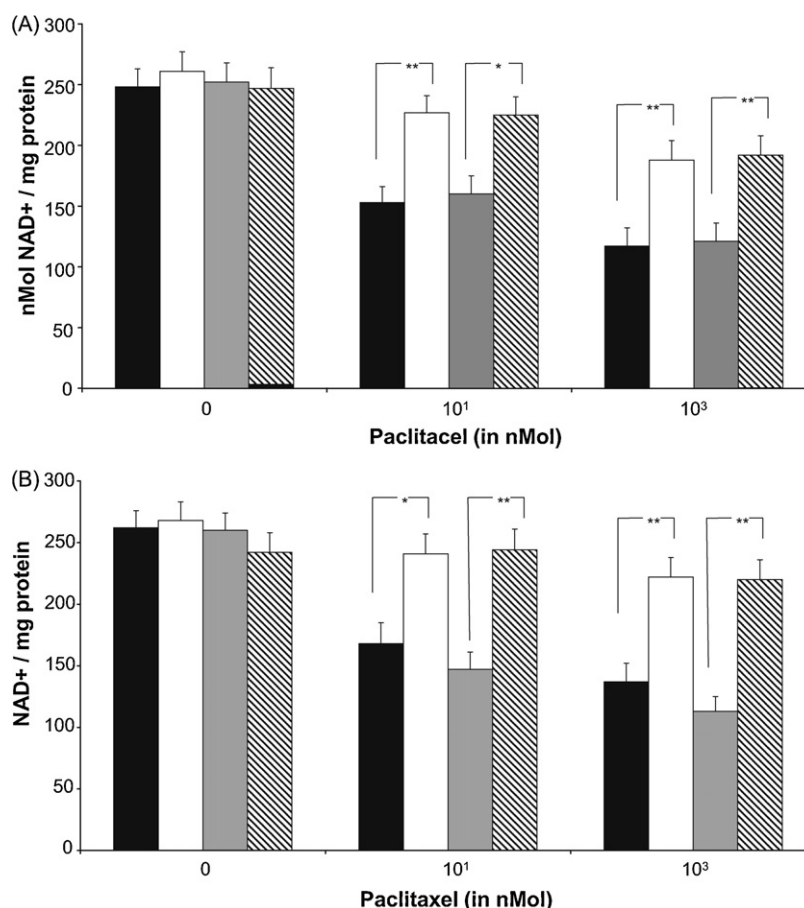 (A)
300
250
200
150
100
50
0
nMol NAD+ / mg protein
** *
** **
0 10¹ 10³
Paclitacel (in nMol)
(B)
300
250
200
150
100
50
0
NAD+ / mg protein
* **
** **
0 10¹ 10³
Paclitaxel (in nMol)